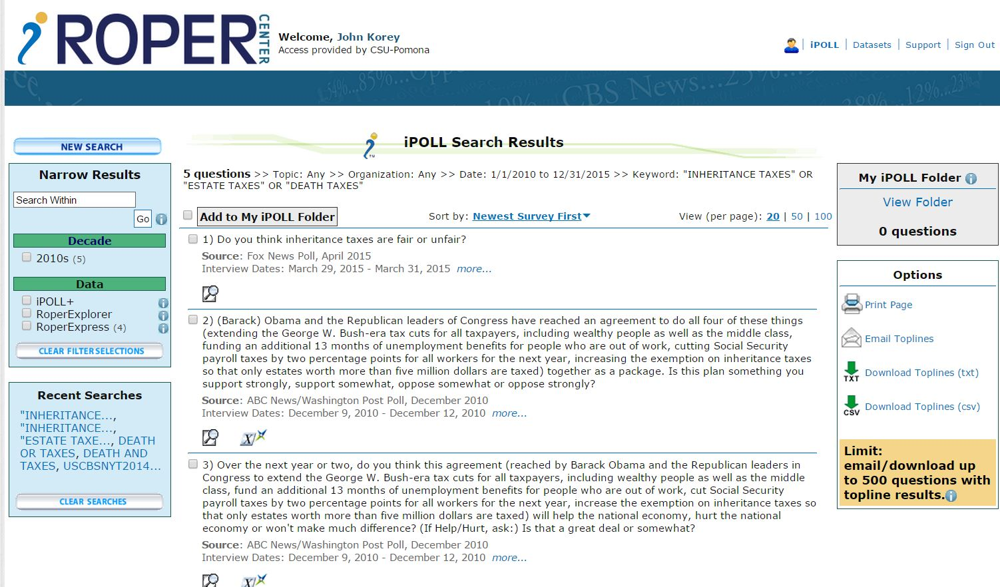 ROPER
CENTER
Welcome, John Korey
Access provided by CSU-Pomona
iPOLL | Datasets | Support | Sign Out
54%...85%...Opp
CBS News...25%...
10%
38%...12%...23%
NEW SEARCH
Narrow Results
Search Within
Go
Decade
2010s (5)
Data
iPOLL+
RoperExplorer
RoperExpress (4)
CLEAR FILTER SELECTIONS
Recent Searches
"INHERITANCE...,
"INHERITANCE...,
"ESTATE TAXE..., DEATH
OR TAXES, DEATH AND
TAXES, USCBSNYT2014...
CLEAR SEARCHES
iPOLL Search Results
5 questions >> Topic: Any >> Organization: Any >> Date: 1/1/2010 to 12/31/2015 >> Keyword: "INHERITANCE TAXES" OR
"ESTATE TAXES" OR "DEATH TAXES"
Add to My iPOLL Folder
Sort by: Newest Survey First
View (per page): 20 | 50 | 100
1) Do you think inheritance taxes are fair or unfair?
Source: Fox News Poll, April 2015
Interview Dates: March 29, 2015 - March 31, 2015 more...
2) (Barack) Obama and the Republican leaders of Congress have reached an agreement to do all four of these things
(extending the George W. Bush-era tax cuts for all taxpayers, including wealthy people as well as the middle class,
funding an additional 13 months of unemployment benefits for people who are out of work, cutting Social Security
payroll taxes by two percentage points for all workers for the next year, increasing the exemption on inheritance taxes
so that only estates worth more than five million dollars are taxed) together as a package. Is this plan something you
support strongly, support somewhat, oppose somewhat or oppose strongly?
Source: ABC News/Washington Post Poll, December 2010
Interview Dates: December 9, 2010 - December 12, 2010 more...
3) Over the next year or two, do you think this agreement (reached by Barack Obama and the Republican leaders in
Congress to extend the George W. Bush-era tax cuts for all taxpayers, including wealthy people as well as the middle
class, fund an additional 13 months of unemployment benefits for people who are out of work, cut Social Security
payroll taxes by two percentage points for all workers for the next year, increase the exemption on inheritance taxes so
that only estates worth more than five million dollars are taxed) will help the national economy, hurt the national
economy or won't make much difference? (If Help/Hurt, ask:) Is that a great deal or somewhat?
Source: ABC News/Washington Post Poll, December 2010
Interview Dates: December 9, 2010 - December 12, 2010 more...
My iPOLL Folder
View Folder
0 questions
Options
Print Page
Email Toplines
TXT Download Toplines (txt)
CSV Download Toplines (csv)
Limit:
email/download up
to 500 questions with
topline results.